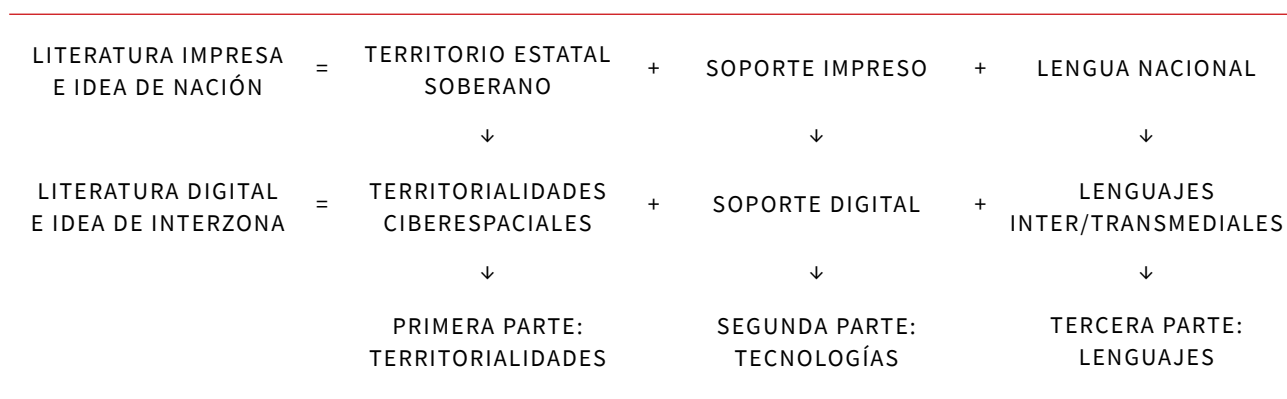 LITERATURA IMPRESA
E IDEA DE NACIÓN
=
TERRITORIO ESTATAL
SOBERANO
+
SOPORTE IMPRESO
+
LENGUA NACIONAL
↓ ↓ ↓
LITERATURA DIGITAL
E IDEA DE INTERZONA
=
TERRITORIALIDADES
CIBERESPACIALES
+
SOPORTE DIGITAL
+
LENGUAJES
INTER/TRANSMEDIALES
↓ ↓ ↓
PRIMERA PARTE:
TERRITORIALIDADES
SEGUNDA PARTE:
TECNOLOGÍAS
TERCERA PARTE:
LENGUAJES